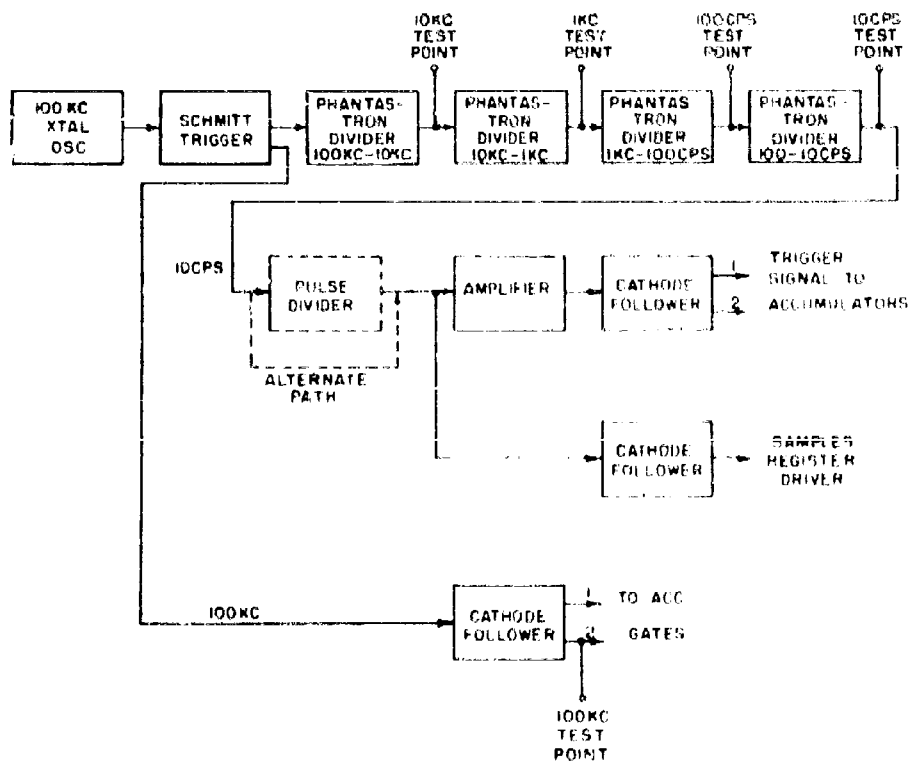 10KC
TEST
POINT
1KC
TEST
POINT
100CPS
TEST
POINT
10CPS
TEST
POINT
100KC
XTAL
OSC
SCHMITT
TRIGGER
PHANTAS-
TRON
DIVIDER
100KC-10KC
PHANTAS-
TRON
DIVIDER
10KC-1KC
PHANTAS
TRON
DIVIDER
1KC-100CPS
PHANTAS-
TRON
DIVIDER
100-10CPS
10CPS
PULSE
DIVIDER
ALTERNATE
PATH
AMPLIFIER
CATHODE
FOLLOWER
1
2
TRIGGER
SIGNAL TO
ACCUMULATORS
CATHODE
FOLLOWER
SAMPLES
REGISTER
DRIVER
100KC
CATHODE
FOLLOWER
1
TO ACC
2
GATES
100KC
TEST
POINT